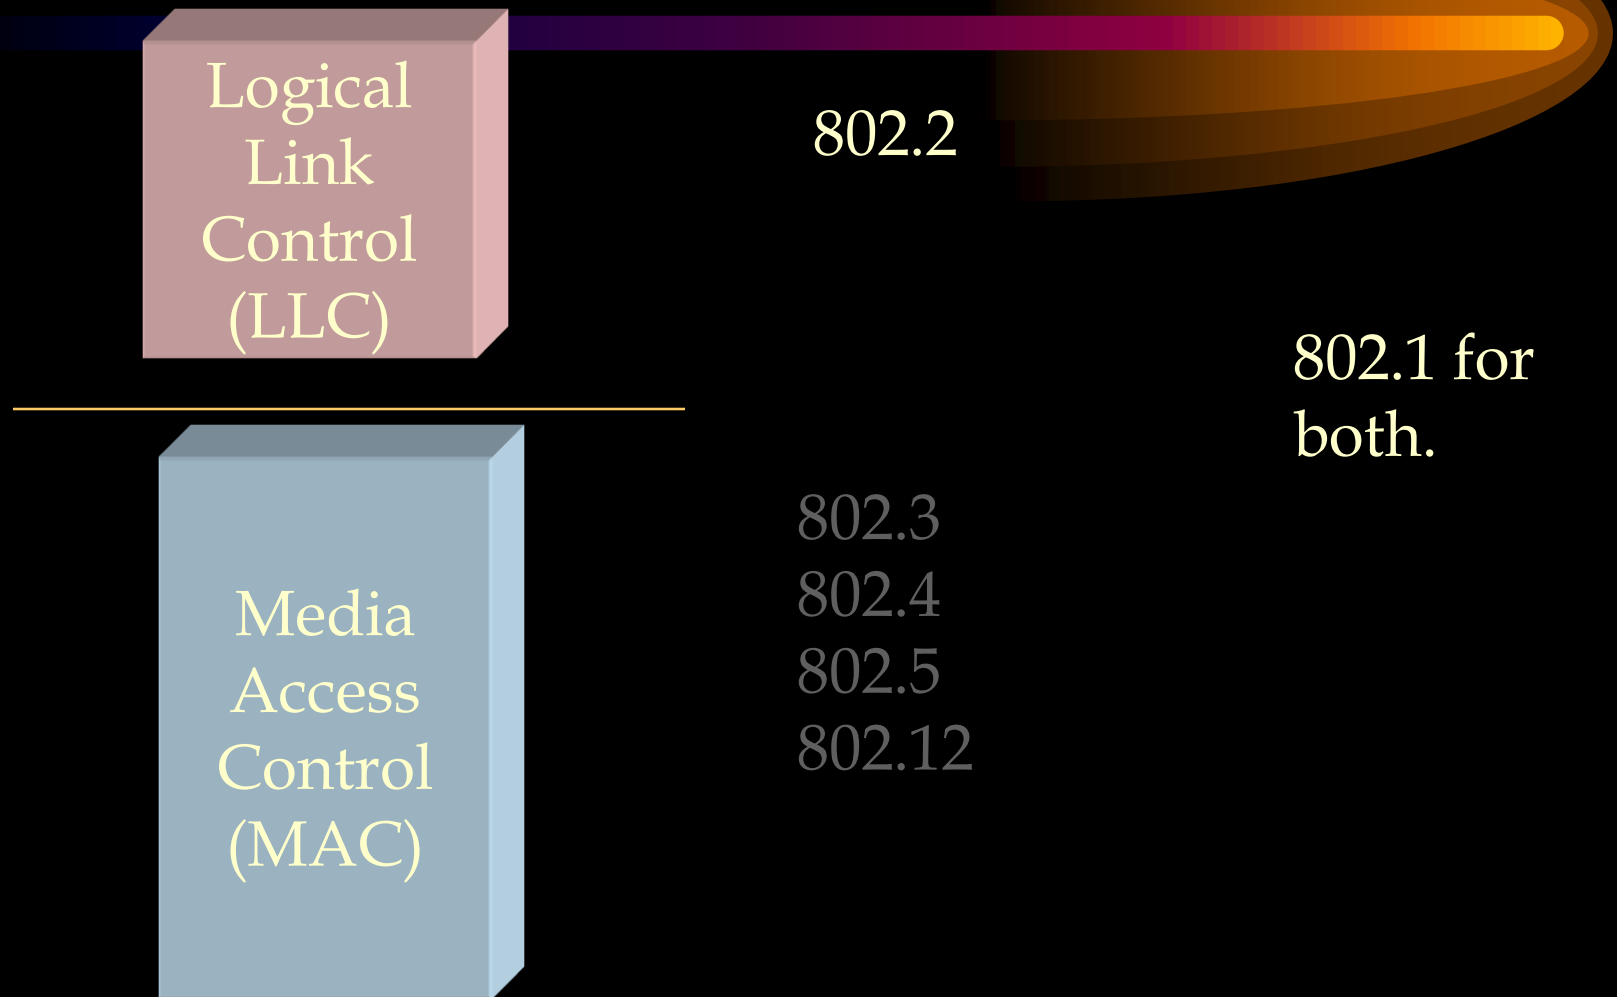 Logical
Link
Control
(LLC)
802.2
802.1 for
both.
Media
Access
Control
(MAC)
802.3
802.4
802.5
802.12